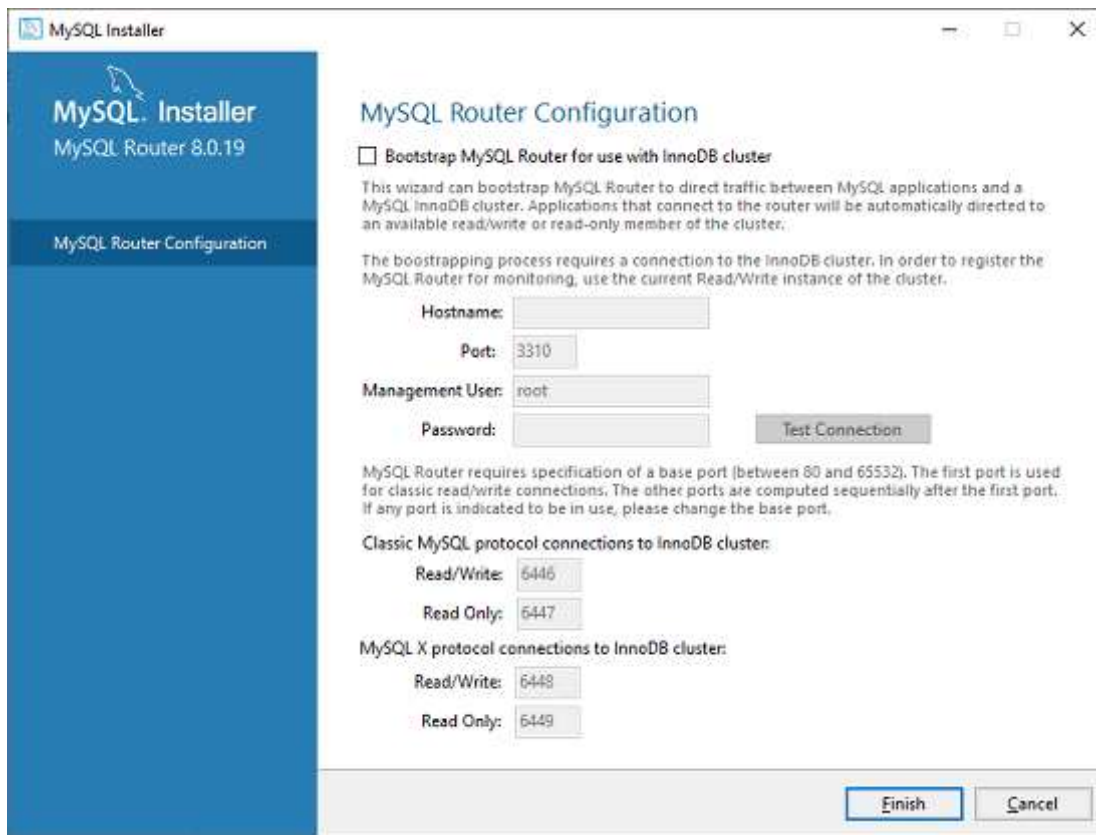 MySQL Installer
MySQL. Installer
MySQL Router 8.0.19
MySQL Router Configuration
MySQL Router Configuration
Bootstrap MySQL Router for use with InnoDB cluster
This wizard can bootstrap MySQL Router to direct traffic between MySQL applications and a
MySQL InnoDB cluster. Applications that connect to the router will be automatically directed to
an available read/write or read-only member of the cluster.
The boostrapping process requires a connection to the InnoDB cluster. In order to register the
MySQL Router for monitoring, use the current Read/Write instance of the cluster.
Hostname:
Port: 3310
Management User: root
Password: Test Connection
MySQL Router requires specification of a base port (between 80 and 65532). The first port is used
for classic read/write connections. The other ports are computed sequentially after the first port.
If any port is indicated to be in use, please change the base port.
Classic MySQL protocol connections to InnoDB cluster:
Read/Write: 6446
Read Only: 6447
MySQL X protocol connections to InnoDB cluster:
Read/Write: 6448
Read Only: 6449
Finish Cancel